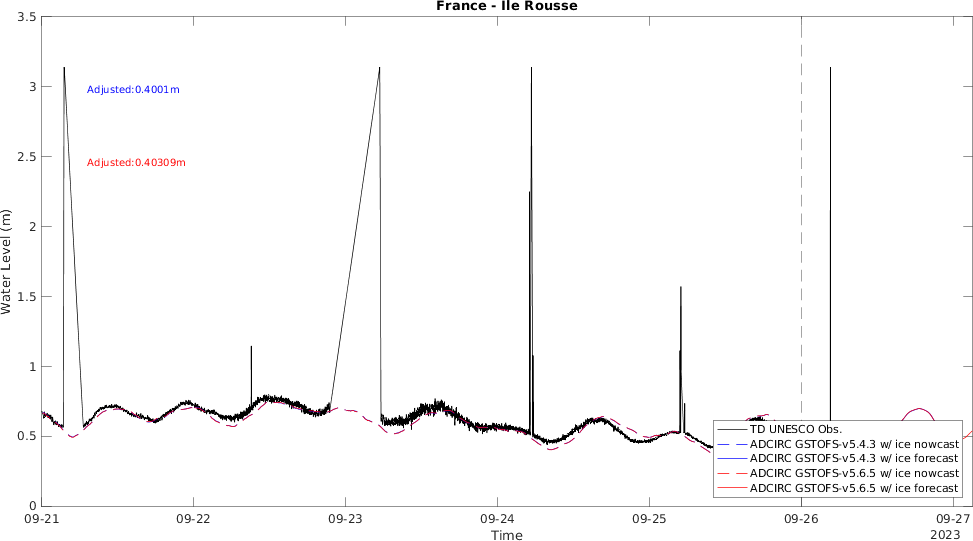 France - Ile Rousse
3.5
3
2.5
2
1.5
1
0.5
0
Water Level (m)
Adjusted:0.4001m
Adjusted:0.40309m
TD UNESCO Obs.
ADCIRC GSTOFS-v5.4.3 w/ ice nowcast
ADCIRC GSTOFS-v5.4.3 w/ ice forecast
ADCIRC GSTOFS-v5.6.5 w/ ice nowcast
ADCIRC GSTOFS-v5.6.5 w/ ice forecast
09-21 09-22 09-23 09-24 09-25 09-26 09-27
Time
2023